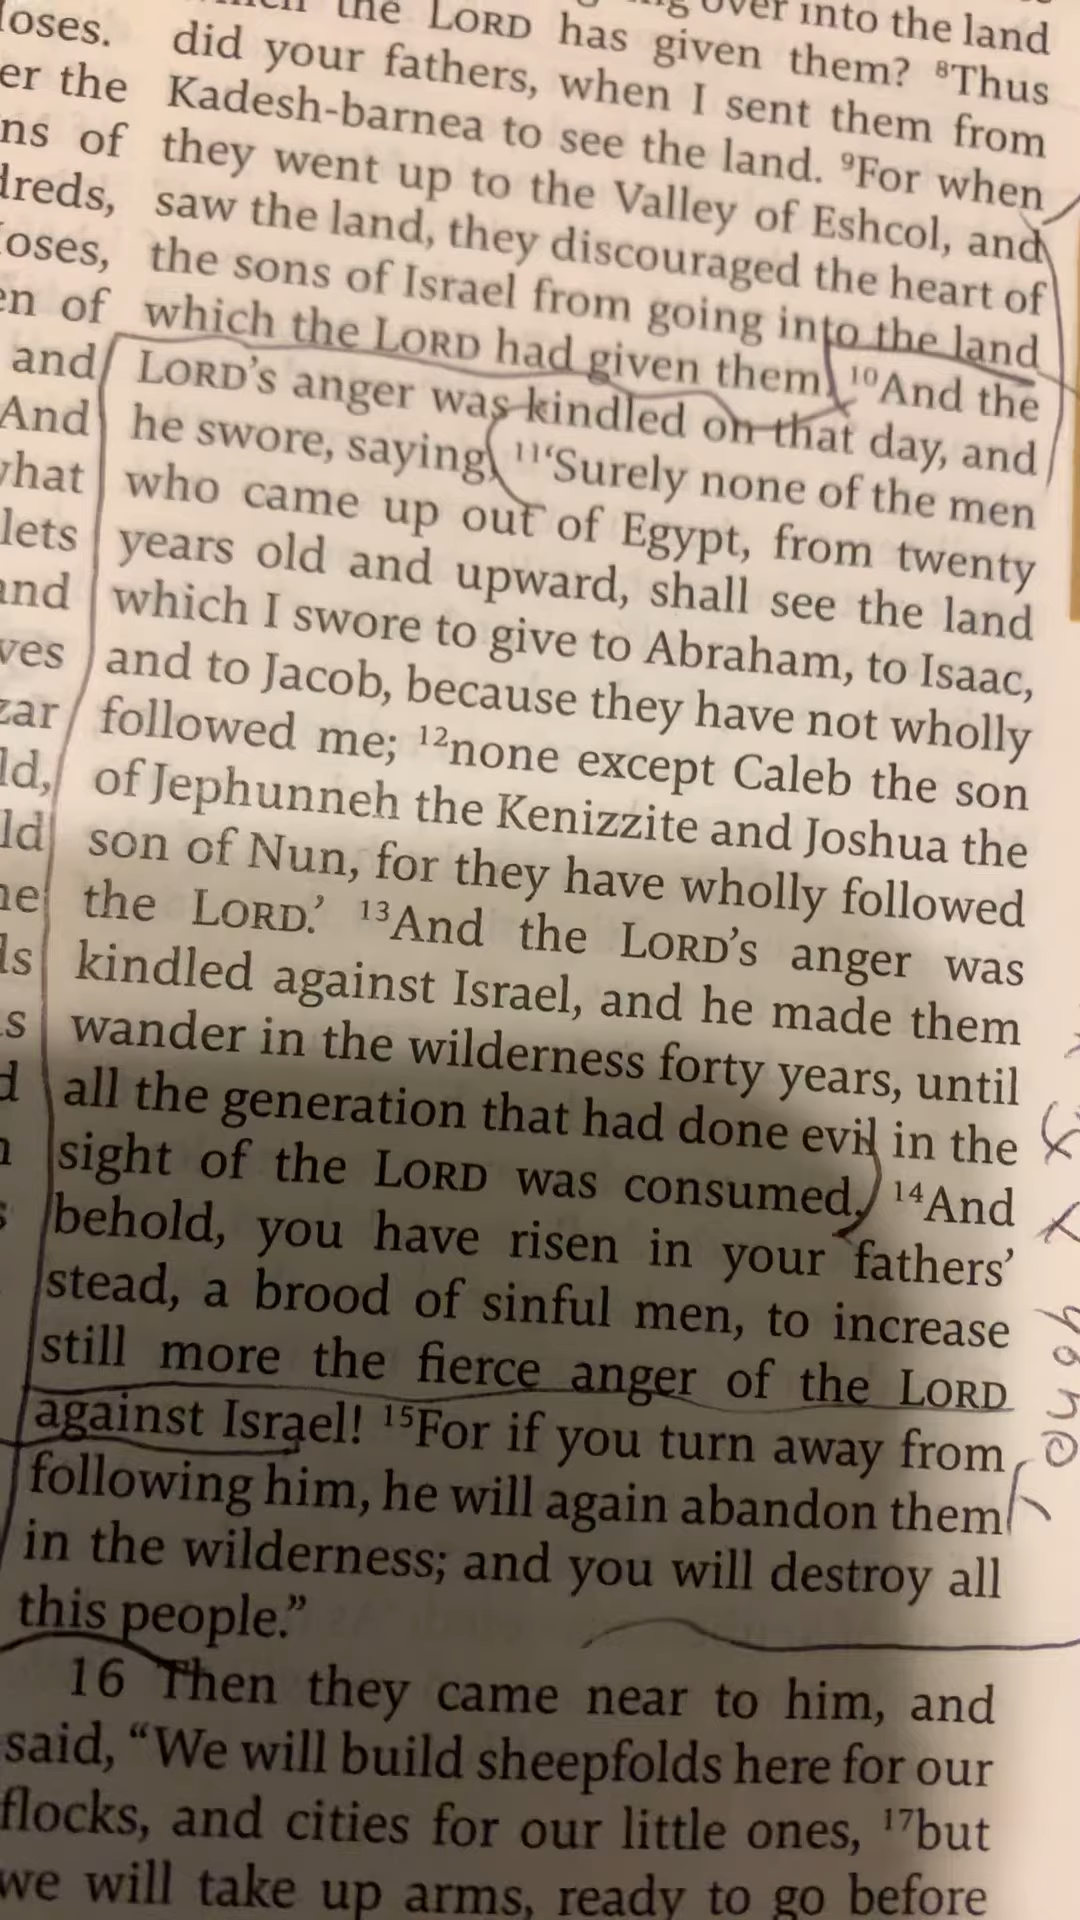 oses.
er the
ns of
dreds,
oses,
en of
and
And
what
lets
and
ves
zar
ld,
ld
the LORD has given them? ⁸Thus
over into the land
did your fathers, when I sent them from
Kadesh-barnea to see the land. ⁹For when
they went up to the Valley of Eshcol, and
saw the land, they discouraged the heart of
the sons of Israel from going into the land
which the LORD had given them. ¹⁰And the
LORD’S anger was kindled on that day, and
he swore, saying, ¹¹‘Surely none of the men
who came up out of Egypt, from twenty
years old and upward, shall see the land
which I swore to give to Abraham, to Isaac,
and to Jacob, because they have not wholly
followed me; ¹²none except Caleb the son
of Jephunneh the Kenizzite and Joshua the
son of Nun, for they have wholly followed
the LORD.’ ¹³And the LORD’S anger was
kindled against Israel, and he made them
wander in the wilderness forty years, until
all the generation that had done evil in the
sight of the LORD was consumed. ¹⁴And
behold, you have risen in your fathers’
stead, a brood of sinful men, to increase
still more the fierce anger of the LORD
against Israel! ¹⁵For if you turn away from
following him, he will again abandon them
in the wilderness; and you will destroy all
this people.”
16 Then they came near to him, and
said, “We will build sheepfolds here for our
flocks, and cities for our little ones, ¹⁷but
we will take up arms, ready to go before